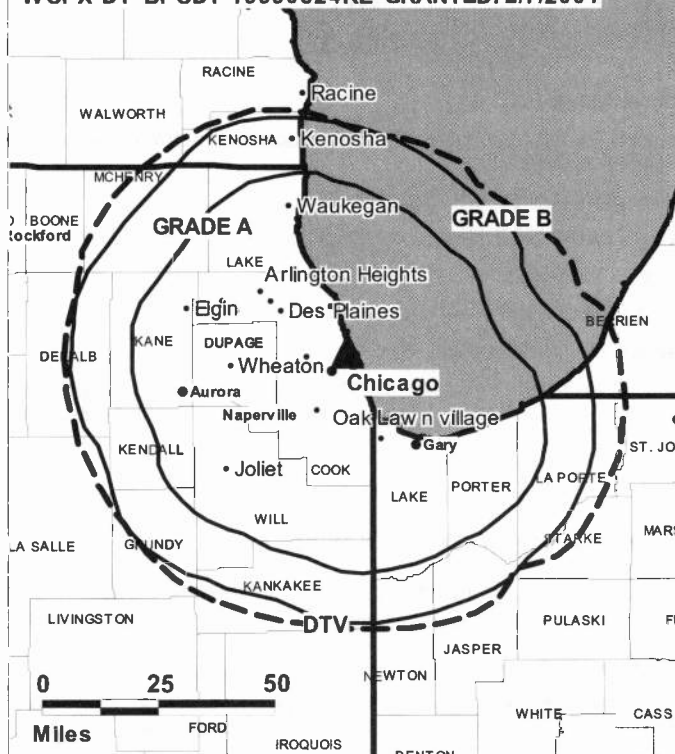 RACINE
Racine
WALWORTH
KENOSHA
Kenosha
MCHENRY
Waukegan
BOONE
GRADE A
GRADE B
Rockford
LAKE
Arlington Heights
Elgin
Des Plaines
BERRIEN
KANE
DUPAGE
DEKALB
Wheaton
Chicago
Aurora
Naperville
Oak Lawn village
KENDALL
Gary
ST. JO
Joliet
COOK
LAKE
PORTER
LA PORTE
WILL
LA SALLE
GRUNDY
STARKE
MARS
KANKAKEE
LIVINGSTON
DTV
PULASKI
JASPER
NEWTON
0 25 50
Miles
FORD
WHITE
CASS
IROQUOIS